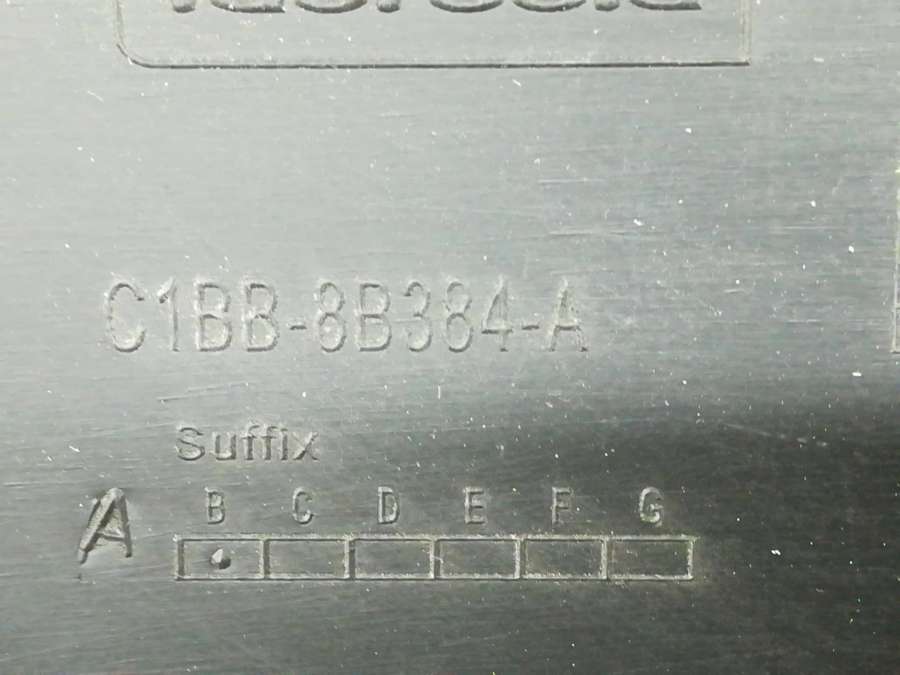 C1BB-8B384-A
Suffix
A B C D E F G